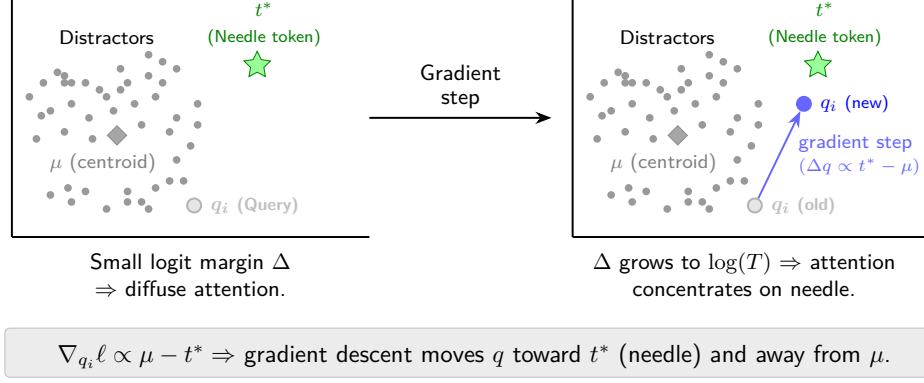 t*
Distractors
(Needle token)
μ (centroid)
q_i (Query)
Small logit margin Δ
⇒ diffuse attention.
Gradient
step
t*
Distractors
(Needle token)
q_i (new)
gradient step
(Δq ∝ t* − μ)
μ (centroid)
q_i (old)
Δ grows to log(T) ⇒ attention
concentrates on needle.
∇_{q_i} ℓ ∝ μ − t* ⇒ gradient descent moves q toward t* (needle) and away from μ.